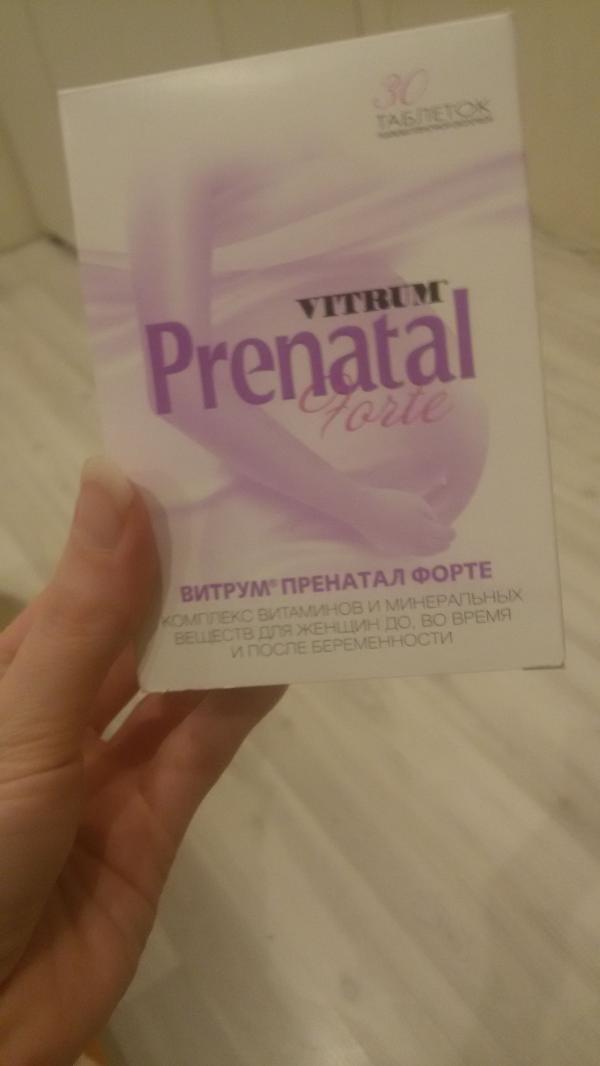 30
ТАБЛЕТОК
VITRUM®
Prenatal
Forte
ВИТРУМ® ПРЕНАТАЛ ФОРТЕ
КОМПЛЕКС ВИТАМИНОВ И МИНЕРАЛЬНЫХ
ВЕЩЕСТВ ДЛЯ ЖЕНЩИН ДО, ВО ВРЕМЯ
И ПОСЛЕ БЕРЕМЕННОСТИ